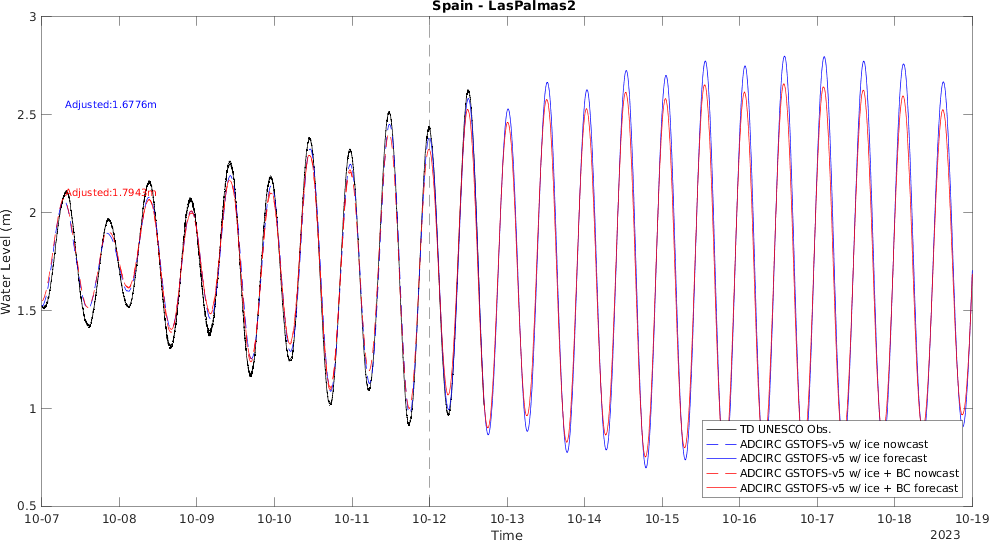 Spain - LasPalmas2
3
2.5
2
1.5
1
0.5
Water Level (m)
Adjusted:1.6776m
Adjusted:1.7943m
TD UNESCO Obs.
ADCIRC GSTOFS-v5 w/ ice nowcast
ADCIRC GSTOFS-v5 w/ ice forecast
ADCIRC GSTOFS-v5 w/ ice + BC nowcast
ADCIRC GSTOFS-v5 w/ ice + BC forecast
10-07 10-08 10-09 10-10 10-11 10-12 10-13 10-14 10-15 10-16 10-17 10-18 10-19
Time
2023